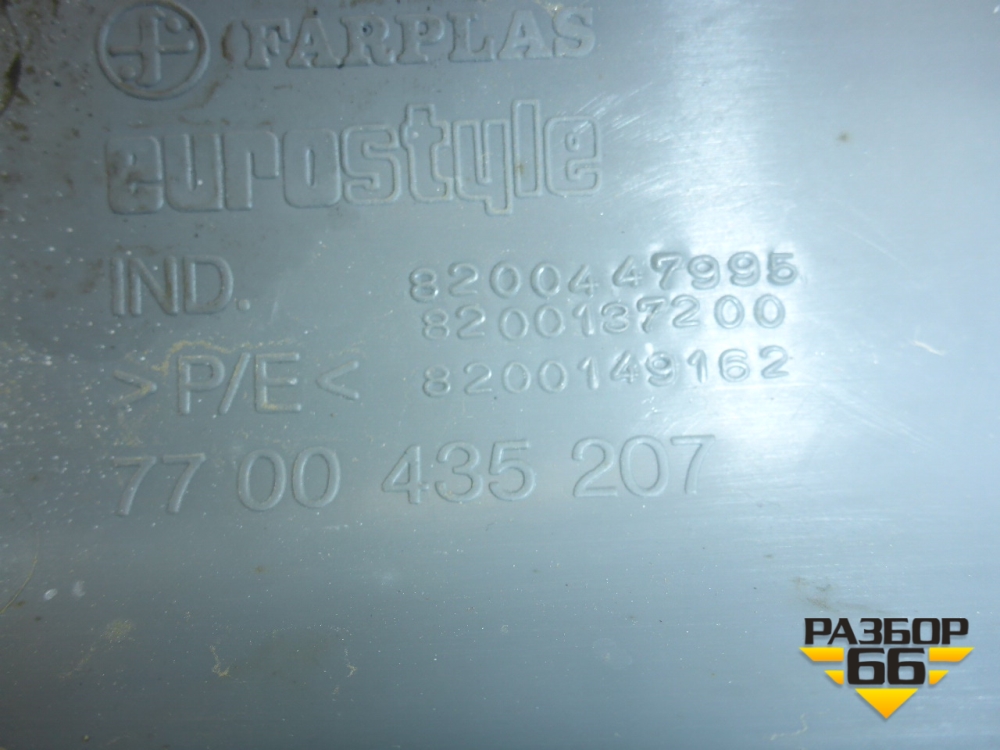 FARPLAS
eurostyle
IND. 8200447995
8200137200
>P/E< 8200149162
77 00 435 207
РАЗБОР
66